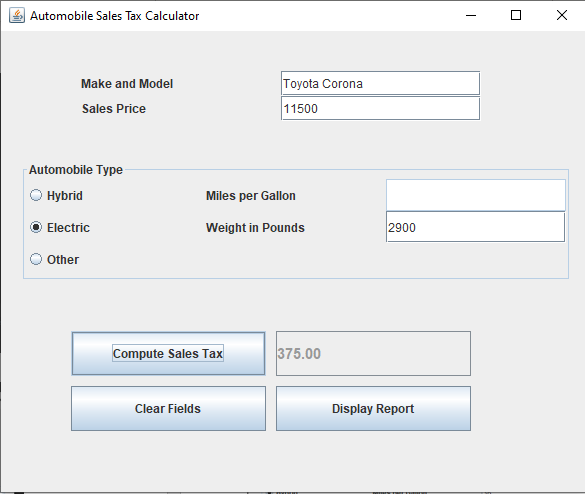 Automobile Sales Tax Calculator
Make and Model Toyota Corona
Sales Price 11500
Automobile Type
Hybrid Miles per Gallon
Electric Weight in Pounds 2900
Other
Compute Sales Tax 375.00
Clear Fields Display Report